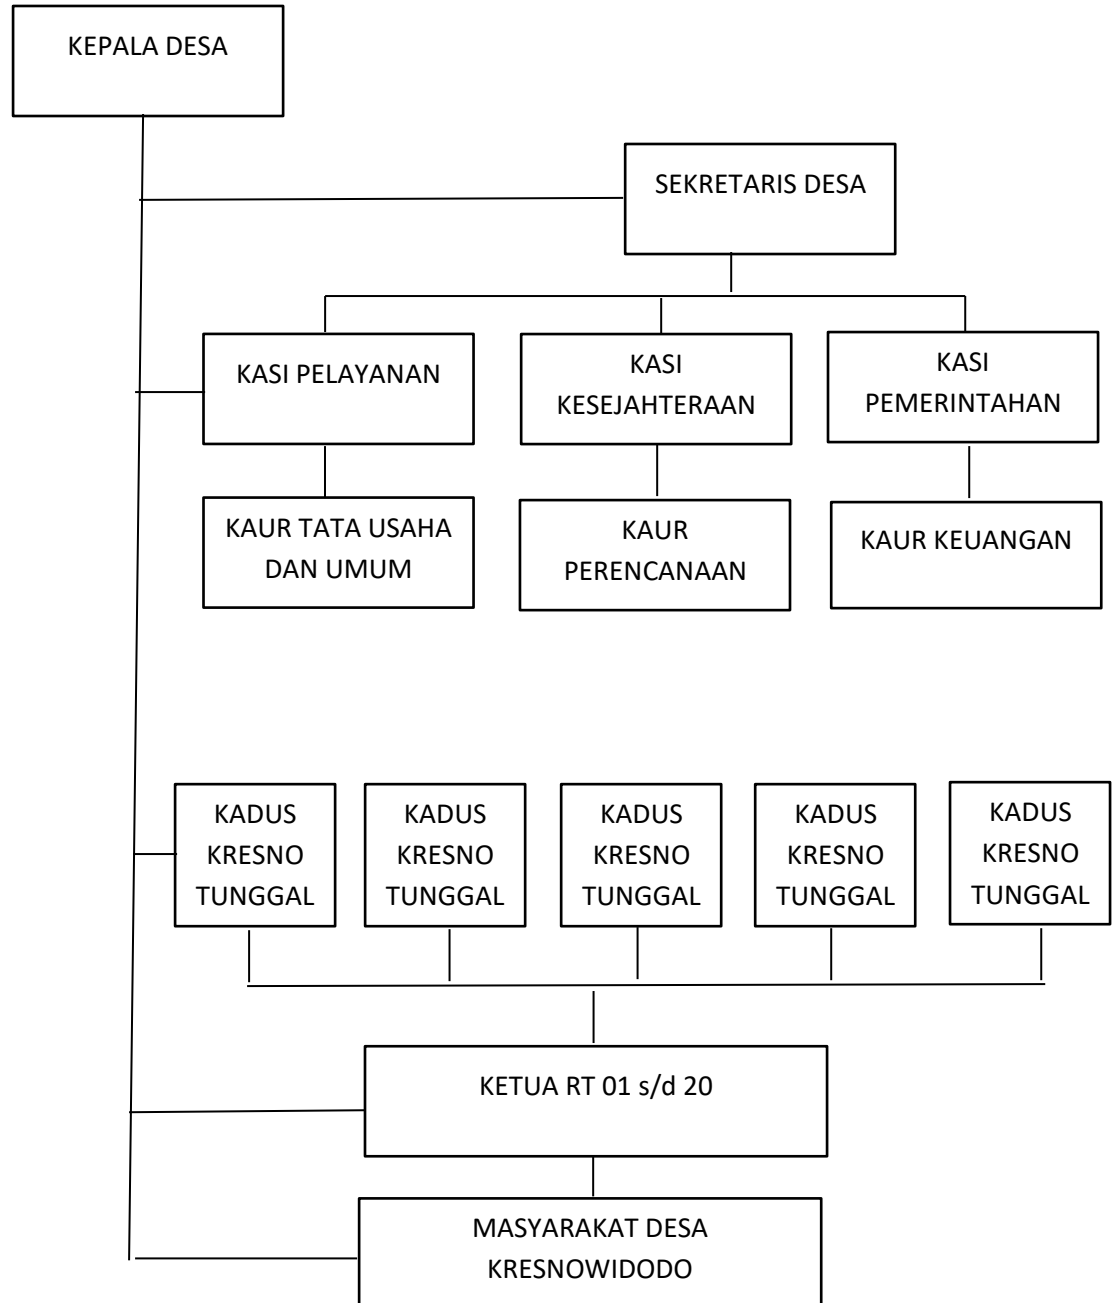 KEPALA DESA
SEKRETARIS DESA
KASI PELAYANAN
KASI
KESEJAHTERAAN
KASI
PEMERINTAHAN
KAUR TATA USAHA
DAN UMUM
KAUR
PERENCANAAN
KAUR KEUANGAN
KADUS
KRESNO
TUNGGAL
KADUS
KRESNO
TUNGGAL
KADUS
KRESNO
TUNGGAL
KADUS
KRESNO
TUNGGAL
KADUS
KRESNO
TUNGGAL
KETUA RT 01 s/d 20
MASYARAKAT DESA
KRESNOWIDODO